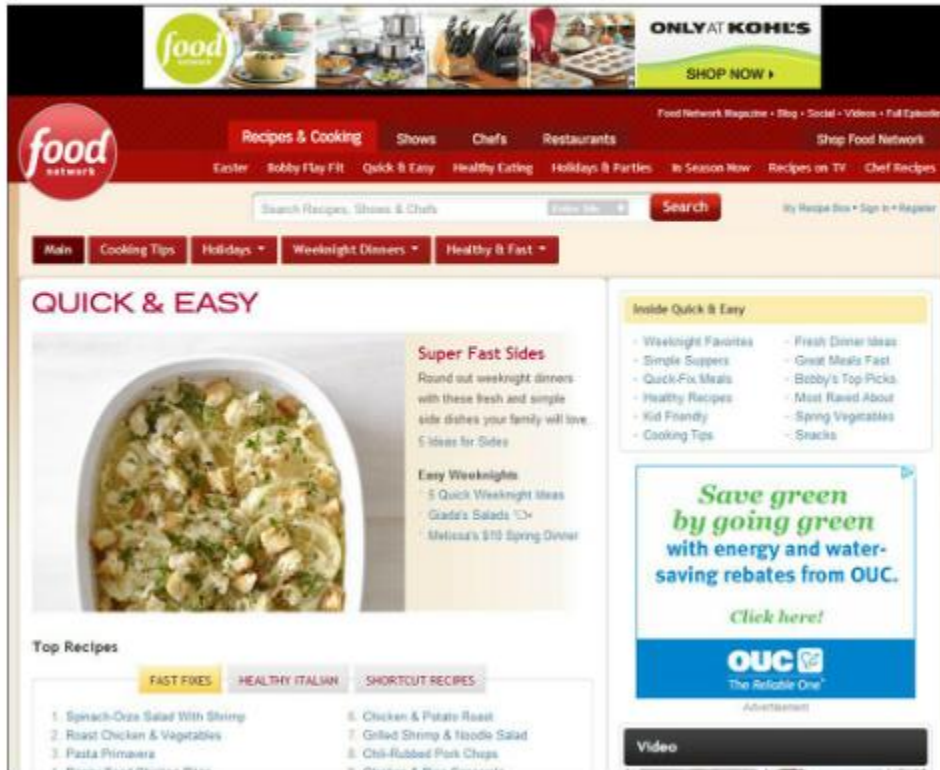 food
network
ONLY AT KOHL'S
SHOP NOW
Food Network Magazine • Blog • Social • Videos • Full Episodes
food
network
Recipes & Cooking Shows Chefs Restaurants Shop Food Network
Easter Bobby Flay Fit Quick & Easy Healthy Eating Holidays & Parties In Season Now Recipes on TV Chef Recipes
Search Recipes, Shows & Chefs Search My Recipe Box • Sign In • Register
Main Cooking Tips Holidays Weeknight Dinners Healthy & Fast
QUICK & EASY
Super Fast Sides
Round out weeknight dinners
with these fresh and simple
side dishes your family will love.
5 Ideas for Sides
Easy Weeknights
5 Quick Weeknight Ideas
Giada's Salads
Melissa's $10 Spring Dinner
Inside Quick & Easy
- Weeknight Favorites
- Simple Suppers
- Quick-Fix Meals
- Healthy Recipes
- Kid Friendly
- Cooking Tips
- Fresh Dinner Ideas
- Great Meals Fast
- Bobby's Top Picks
- Most Raved About
- Spring Vegetables
- Snacks
Save green
by going green
with energy and water-
saving rebates from OUC.
Click here!
OUC
The Reliable One
Advertisement
Top Recipes
FAST FIXES HEALTHY ITALIAN SHORTCUT RECIPES
1. Spinach-Orzo Salad With Shrimp
2. Roast Chicken & Vegetables
3. Pasta Primavera
6. Chicken & Potato Roast
7. Grilled Shrimp & Noodle Salad
8. Chili-Rubbed Pork Chops
Video